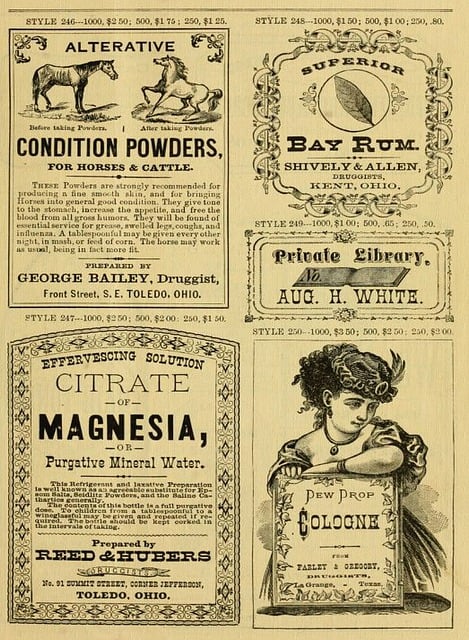 STYLE 246---1000, $2 50; 500, $1 75; 250, $1 25.
ALTERATIVE
Before taking Powders. | After taking Powders.
CONDITION POWDERS,
FOR HORSES & CATTLE.
THESE Powders are strongly recommended for
producing a fine smooth skin, and for bringing
Horses into general good condition. They give tone
to the stomach, increase the appetite, and free the
blood from all gross humors. They will be found of
essential service for grease, swelled legs, coughs, and
influenza. A tablespoonful may be given every other
night, in mash, or feed of corn. The horse may work
as usual, being in fact more fit.
PREPARED BY
GEORGE BAILEY, Druggist,
Front Street, S. E. TOLEDO, OHIO.
STYLE 247---1000, $2 50; 500, $2 00: 250, $1 50.
EFFERVESCING SOLUTION
CITRATE
—OF—
MAGNESIA,
—OR—
Purgative Mineral Water.
This Refrigerant and laxative Preparation
is well known as an agreeable substitute for Ep-
som Salts, Seidlitz Powders, and the Saline Ca-
thartics generally.
The contents of this bottle is a full purgative
dose. To children from a tablespoonful to a
wineglassful may be given and repeated if re-
quired. The bottle should be kept corked in
the intervals of taking.
Prepared by
REED & HUBERS
DRUGGISTS
No. 91 SUMMIT STREET, CORNER JEFFERSON,
TOLEDO, OHIO.
STYLE 248---1000, $1 50; 500, $1 00; 250, .80.
SUPERIOR
BAY RUM.
SHIVELY & ALLEN,
DRUGGISTS,
KENT, OHIO.
STYLE 249---1000, $1 00; 500, .65; 250, .50.
Private Library,
No.
AUG. H. WHITE.
STYLE 250---1000, $3 50; 500, $2 50; 250, $2 00.
DEW DROP
COLOGNE
FROM
FARLEY & GREGORY,
DRUGGISTS,
La Grange, Texas.